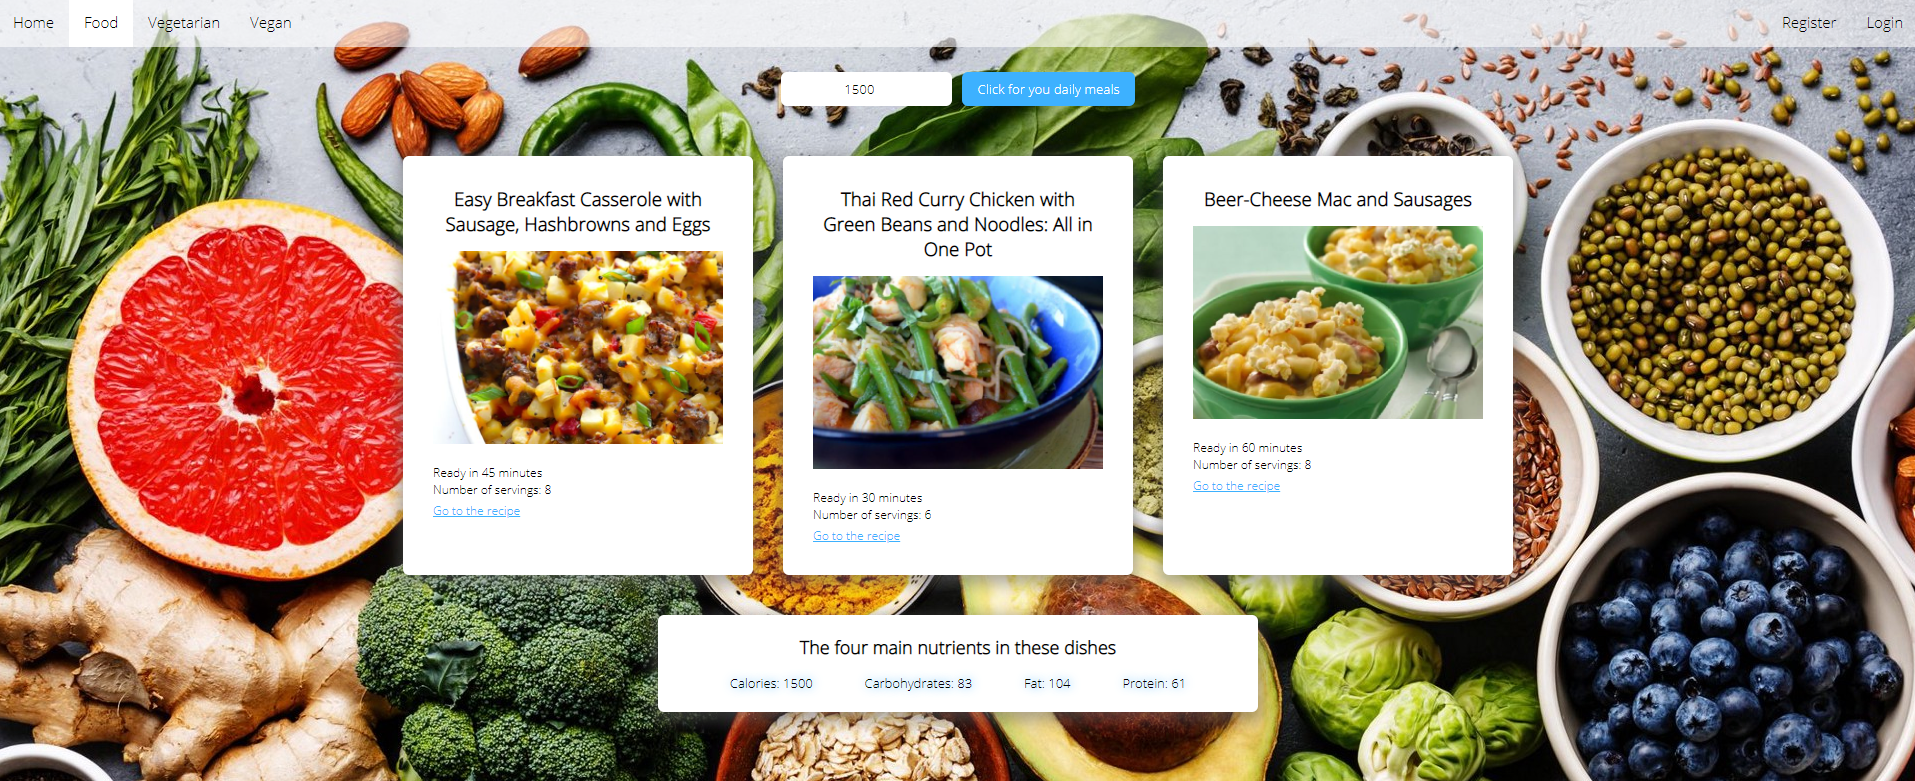 Home Food Vegetarian Vegan Register Login
1500 Click for you daily meals
Easy Breakfast Casserole with
Sausage, Hashbrowns and Eggs
Ready in 45 minutes
Number of servings: 8
Go to the recipe
Thai Red Curry Chicken with
Green Beans and Noodles: All in
One Pot
Ready in 30 minutes
Number of servings: 6
Go to the recipe
Beer-Cheese Mac and Sausages
Ready in 60 minutes
Number of servings: 8
Go to the recipe
The four main nutrients in these dishes
Calories: 1500 Carbohydrates: 83 Fat: 104 Protein: 61